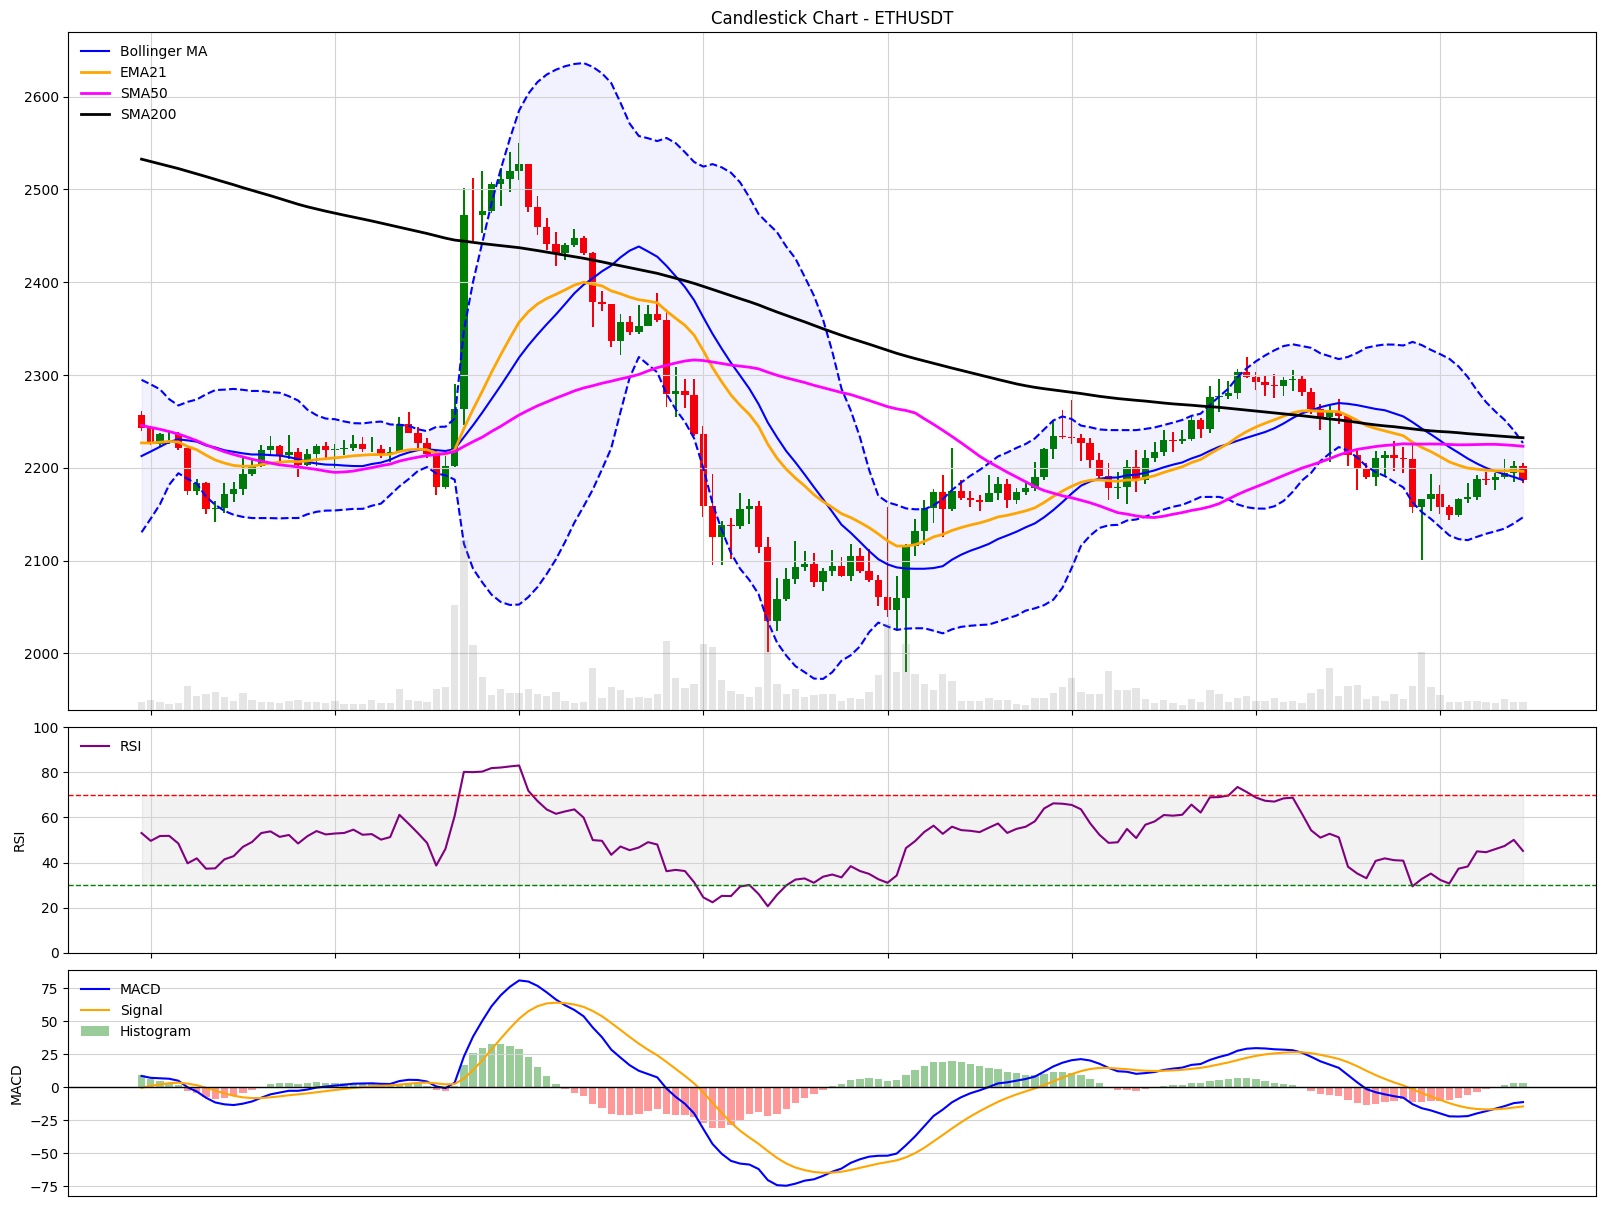 Candlestick Chart - ETHUSDT
Bollinger MA
EMA21
SMA50
SMA200
2600
2500
2400
2300
2200
2100
2000
RSI
100
80
60
40
20
0
RSI
MACD
Signal
Histogram
75
50
25
0
−25
−50
−75
MACD